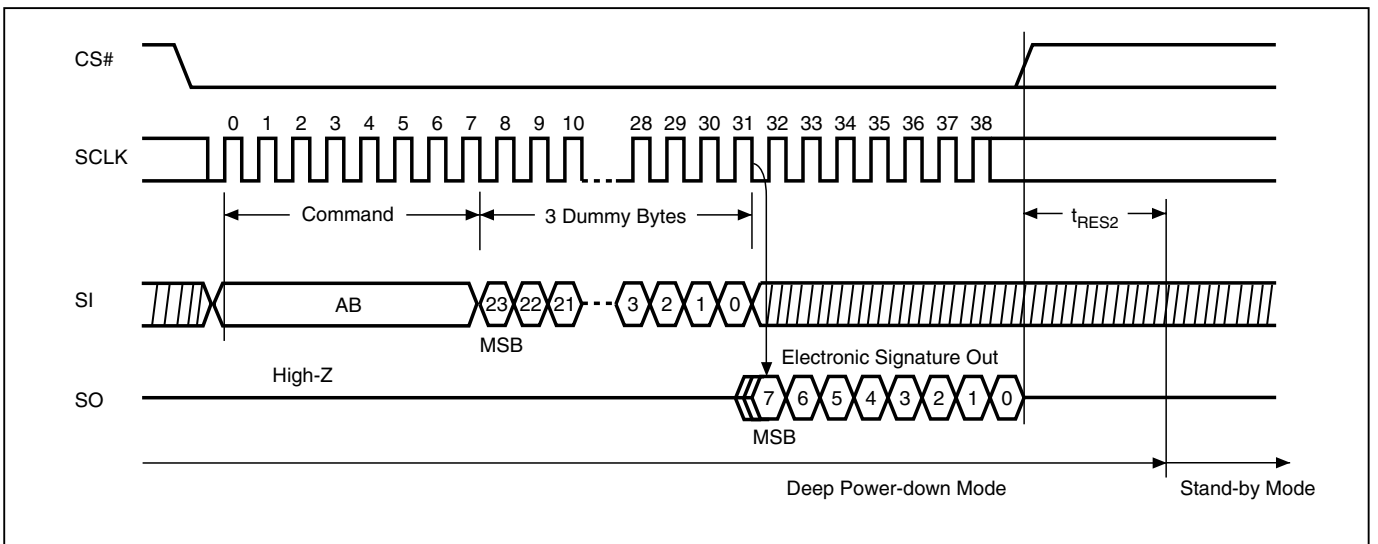 CS#
0 1 2 3 4 5 6 7 8 9 10 28 29 30 31 32 33 34 35 36 37 38
SCLK
Command 3 Dummy Bytes tRES2
SI AB 23 22 21 3 2 1 0
MSB
Electronic Signature Out
High-Z
SO 7 6 5 4 3 2 1 0
MSB
Deep Power-down Mode Stand-by Mode